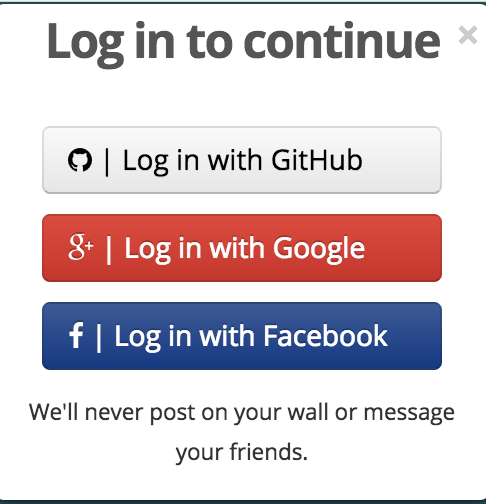 Log in to continue
×
| Log in with GitHub
g+ | Log in with Google
f | Log in with Facebook
We'll never post on your wall or message
your friends.